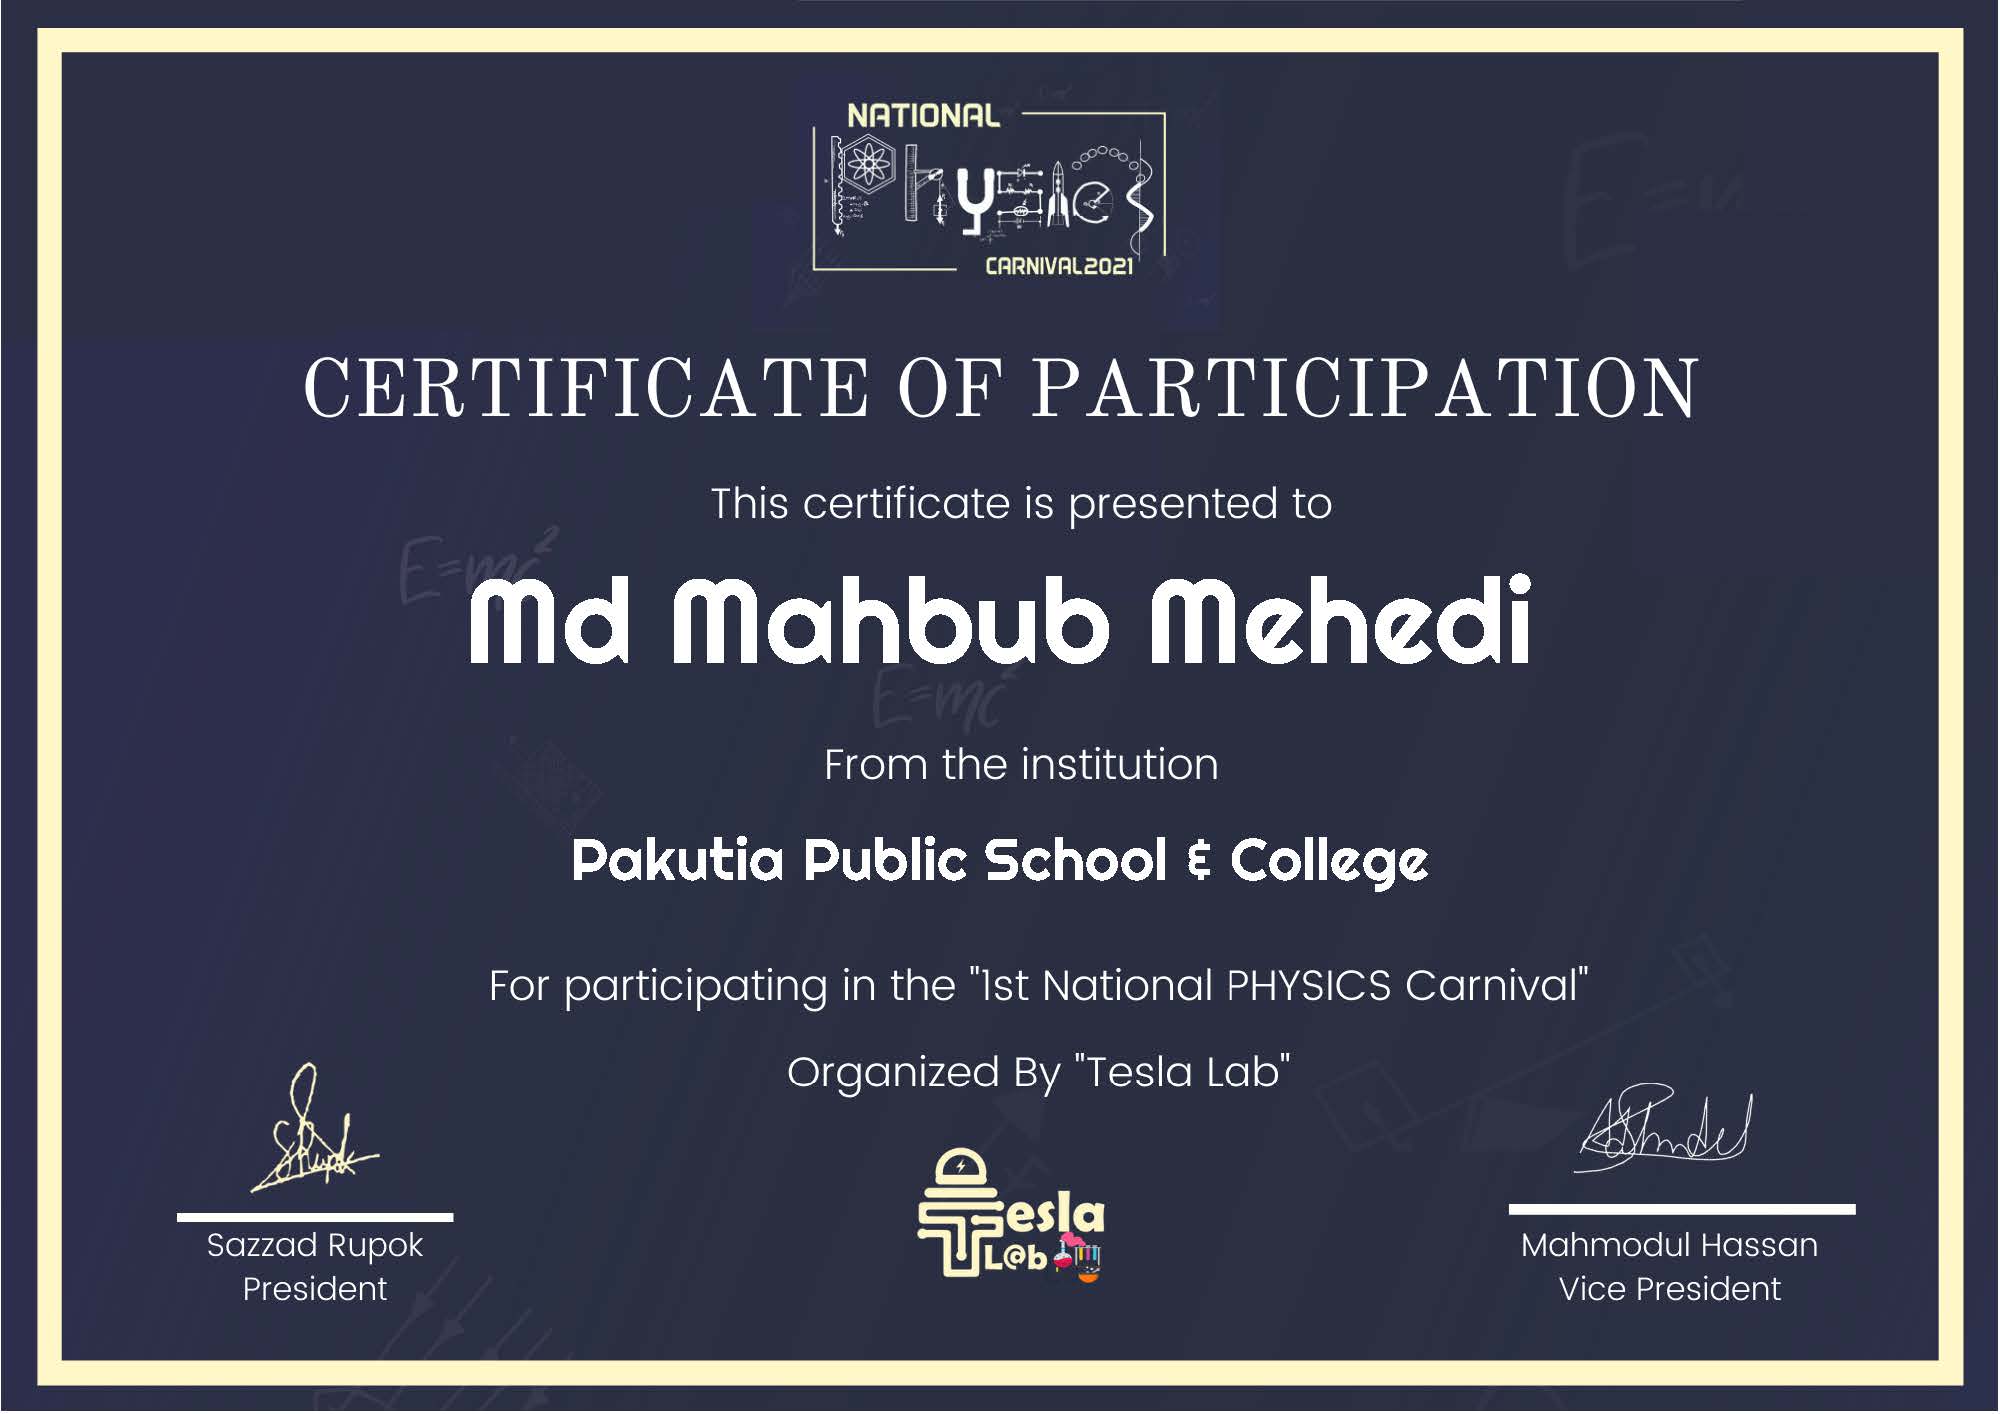 NATIONAL
Physics
CARNIVAL2021
CERTIFICATE OF PARTICIPATION
This certificate is presented to
E=mc²
Md Mahbub Mehedi
E=mc²
From the institution
Pakutia Public School & College
For participating in the "1st National PHYSICS Carnival"
Organized By "Tesla Lab"
Tesla
L@b
Sazzad Rupok
President
Mahmodul Hassan
Vice President